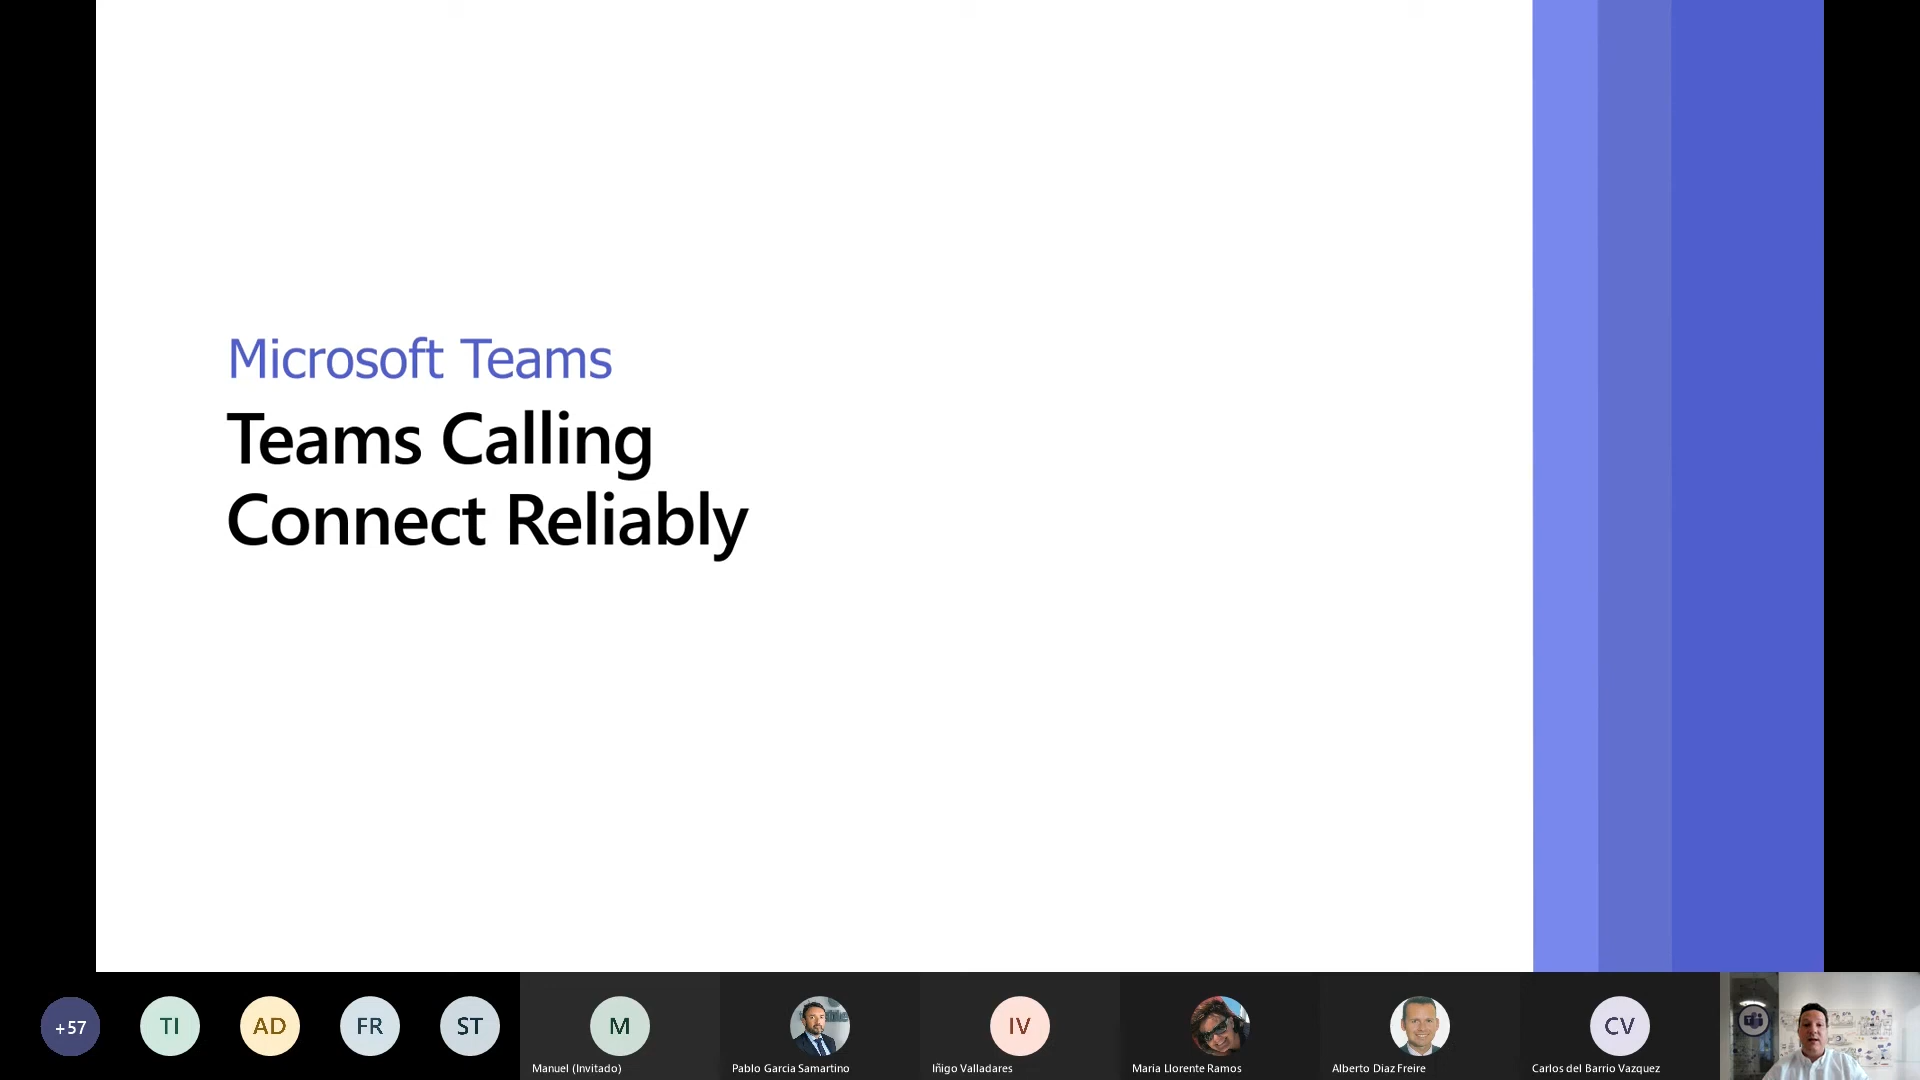 Microsoft Teams
Teams Calling
Connect Reliably
+57
TI
AD
FR
ST
M
IV
CV
Manuel (Invitado)
Pablo Garcia Samartino
Iñigo Valladares
Maria Llorente Ramos
Alberto Diaz Freire
Carlos del Barrio Vazquez